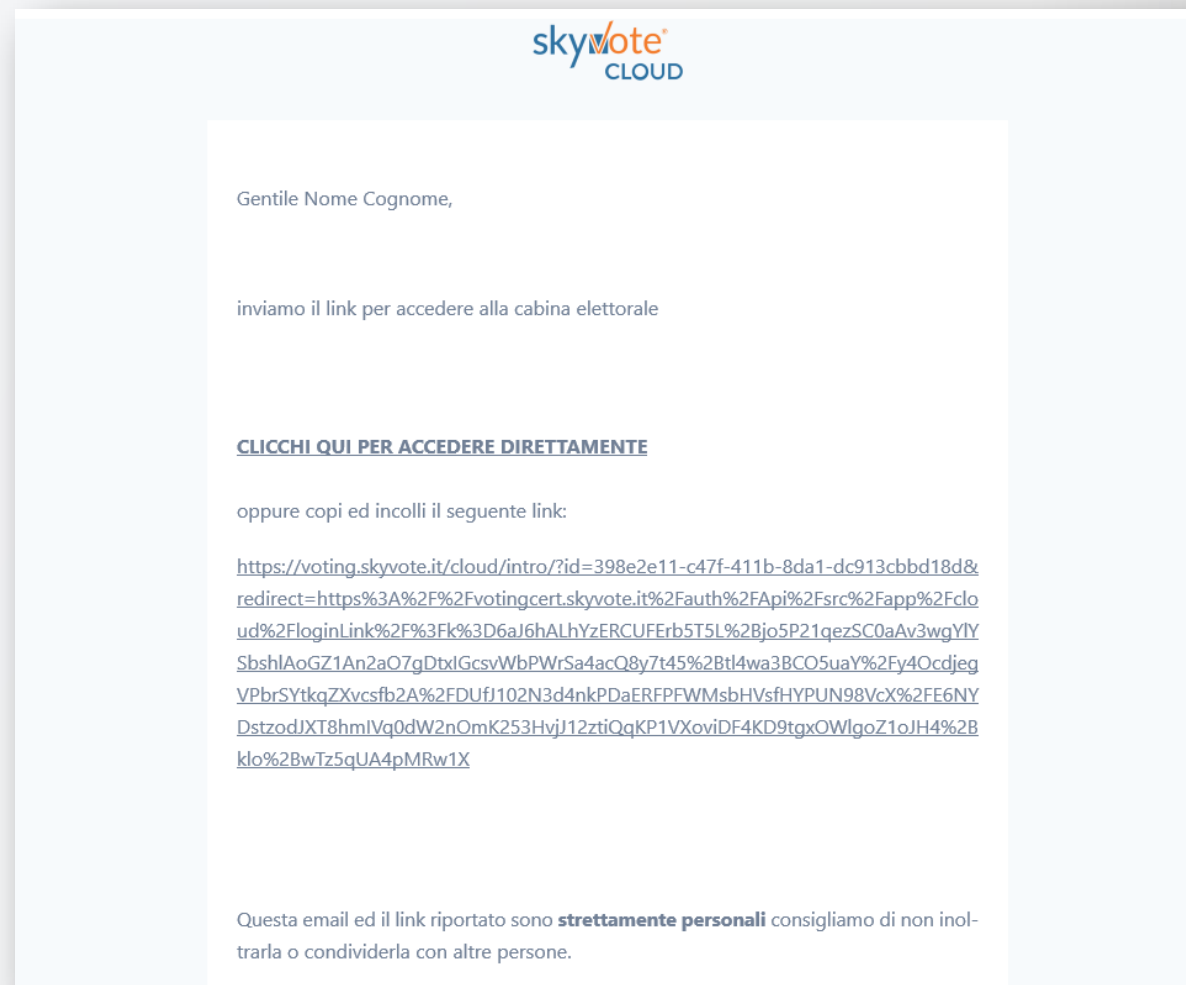 skyvote®
CLOUD
Gentile Nome Cognome,
inviamo il link per accedere alla cabina elettorale
CLICCHI QUI PER ACCEDERE DIRETTAMENTE
oppure copi ed incolli il seguente link:
https://voting.skyvote.it/cloud/intro/?id=398e2e11-c47f-411b-8da1-dc913cbbd18d&
redirect=https%3A%2F%2Fvotingcert.skyvote.it%2Fauth%2FApi%2Fsrc%2Fapp%2Fclo
ud%2FloginLink%2F%3Fk%3D6aJ6hALhYzERCUFErb5T5L%2Bjo5P21qezSC0aAv3wgYlY
SbshlAoGZ1An2aO7gDtxIGcsvWbPWrSa4acQ8y7t45%2Btl4wa3BCO5uaY%2Fy4Ocdjeg
VPbrSYtkqZXvcsfb2A%2FDUfJ102N3d4nkPDaERFPFWMsbHVsfHYPUN98VcX%2FE6NY
DstzodJXT8hmIVq0dW2nOmK253HvjJ12ztiQqKP1VXoviDF4KD9tgxOWlgoZ1oJH4%2B
klo%2BwTz5qUA4pMRw1X
Questa email ed il link riportato sono strettamente personali consigliamo di non inol-
trarla o condividerla con altre persone.